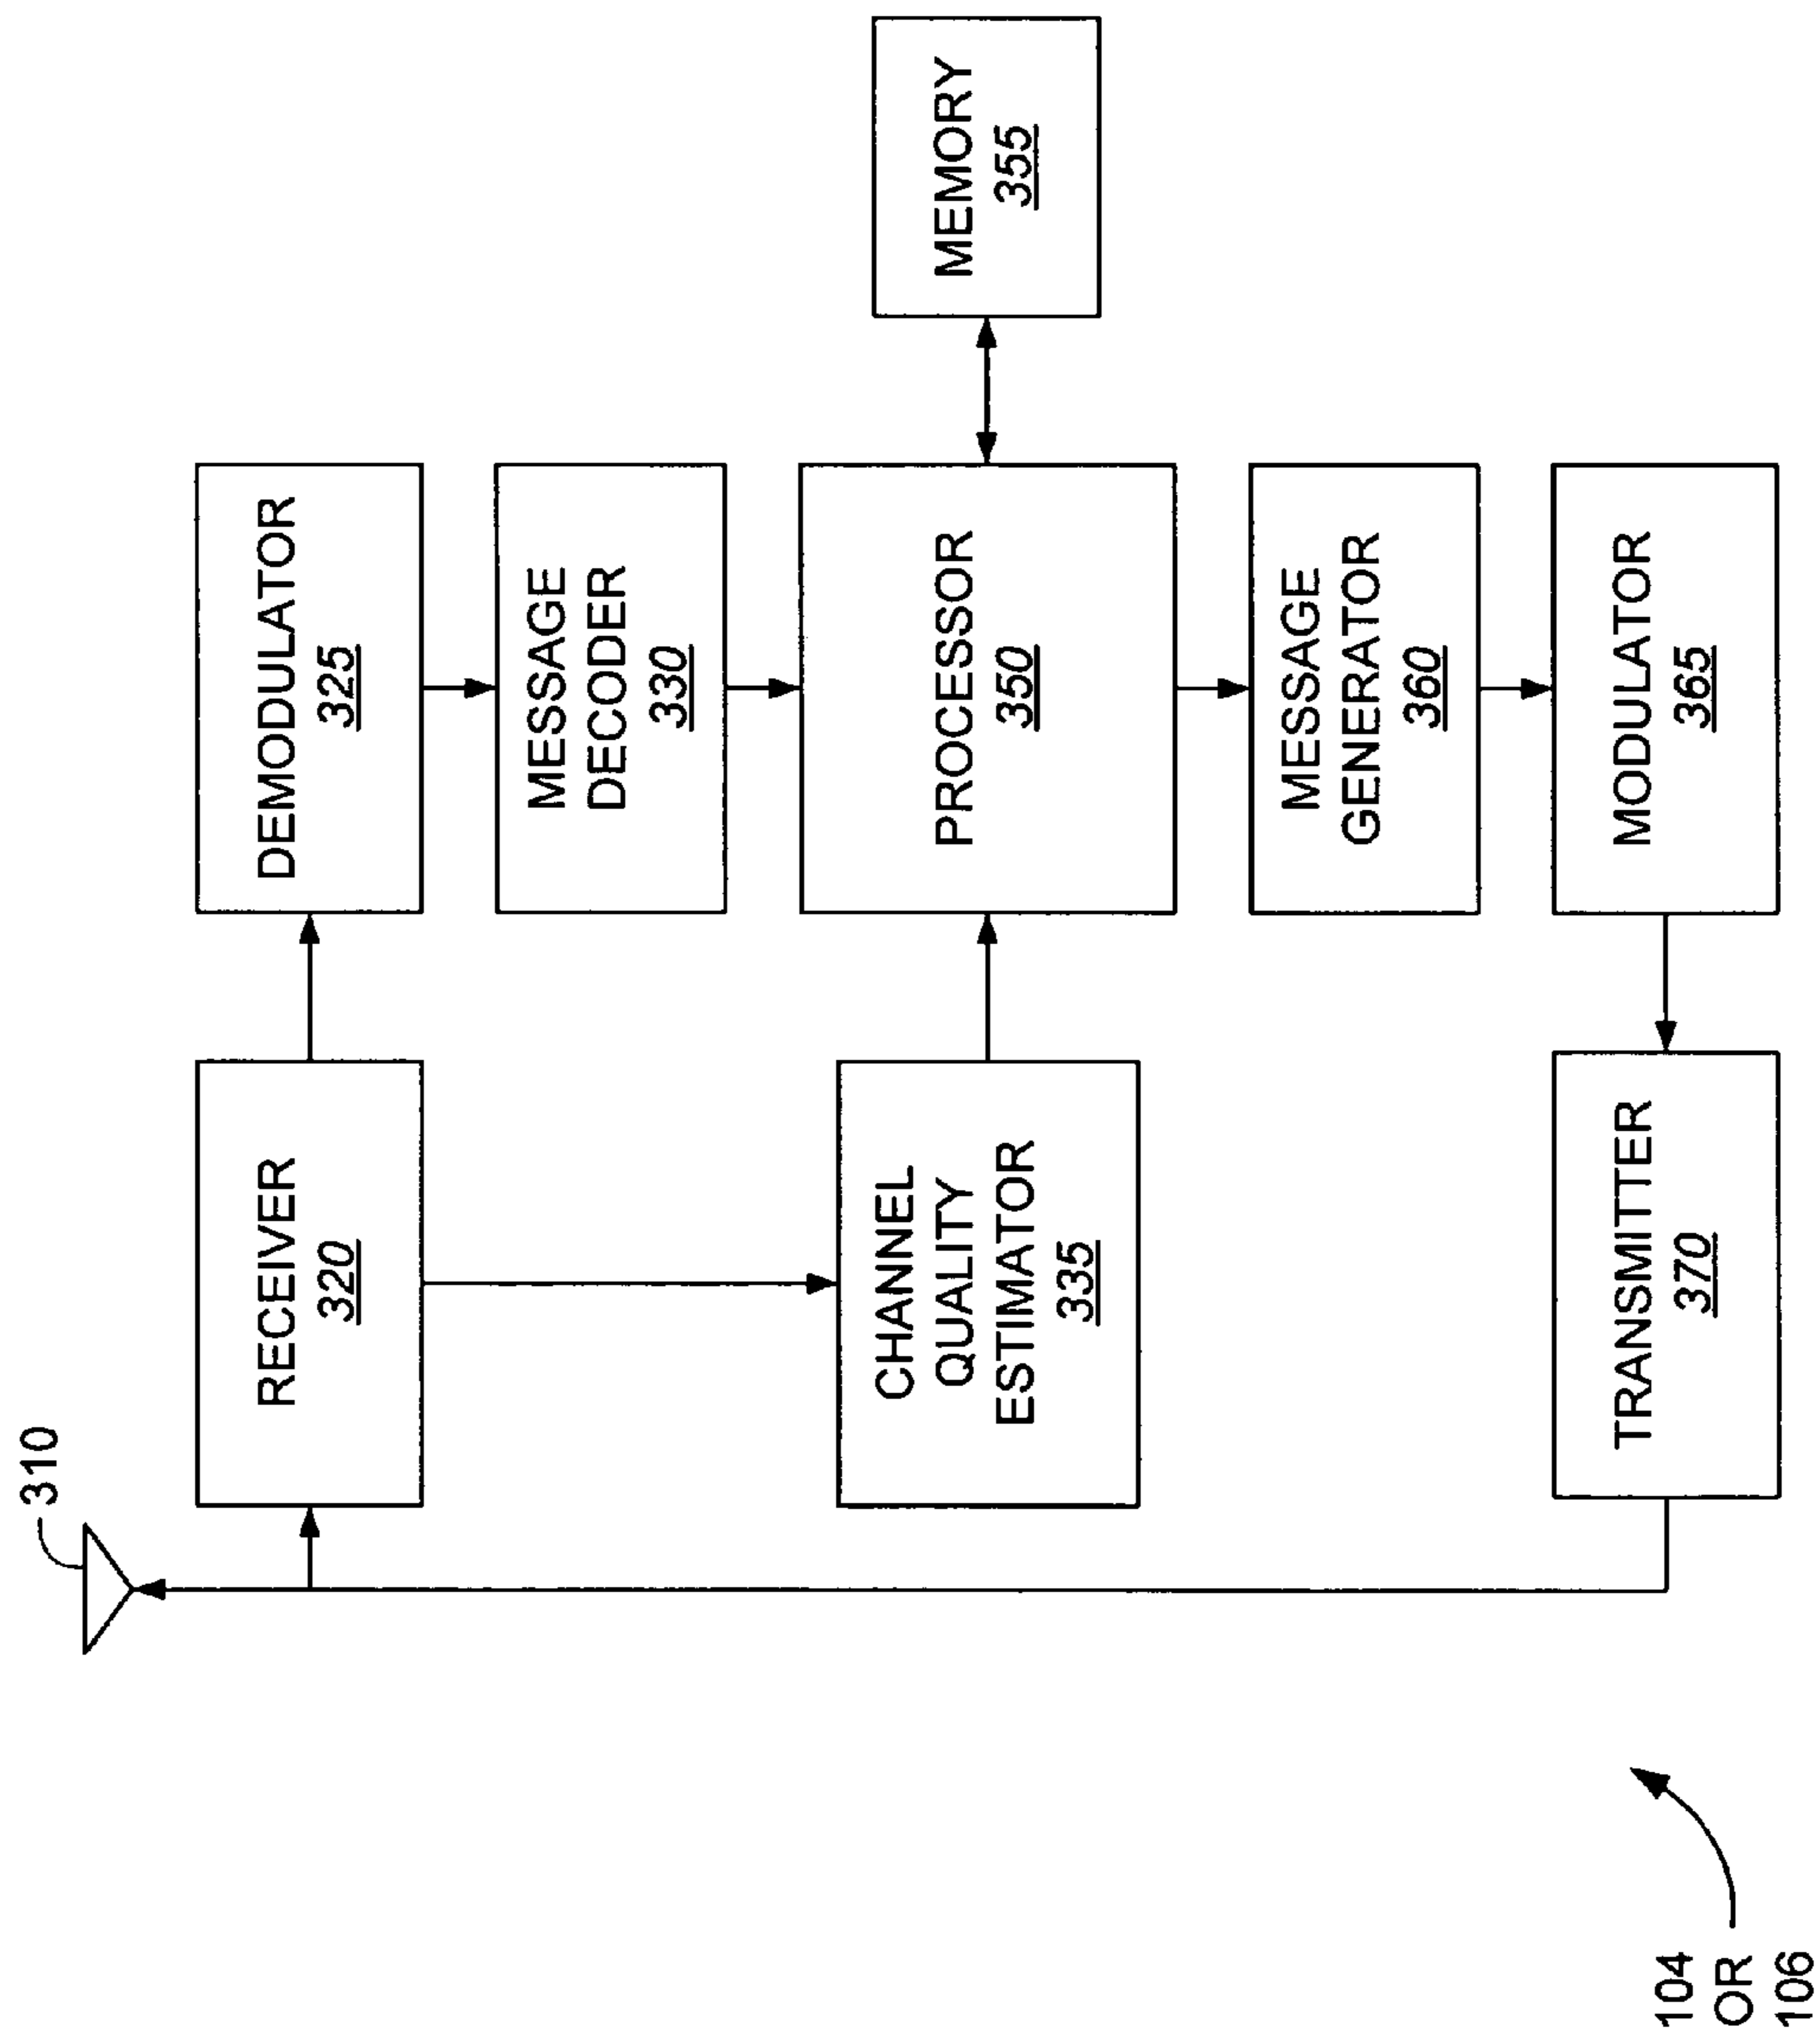 310
RECEIVER
320
DEMODULATOR
325
MESSAGE
DECODER
330
CHANNEL
QUALITY
ESTIMATOR
335
PROCESSOR
350
MEMORY
355
MESSAGE
GENERATOR
360
TRANSMITTER
370
MODULATOR
365
104
OR
106